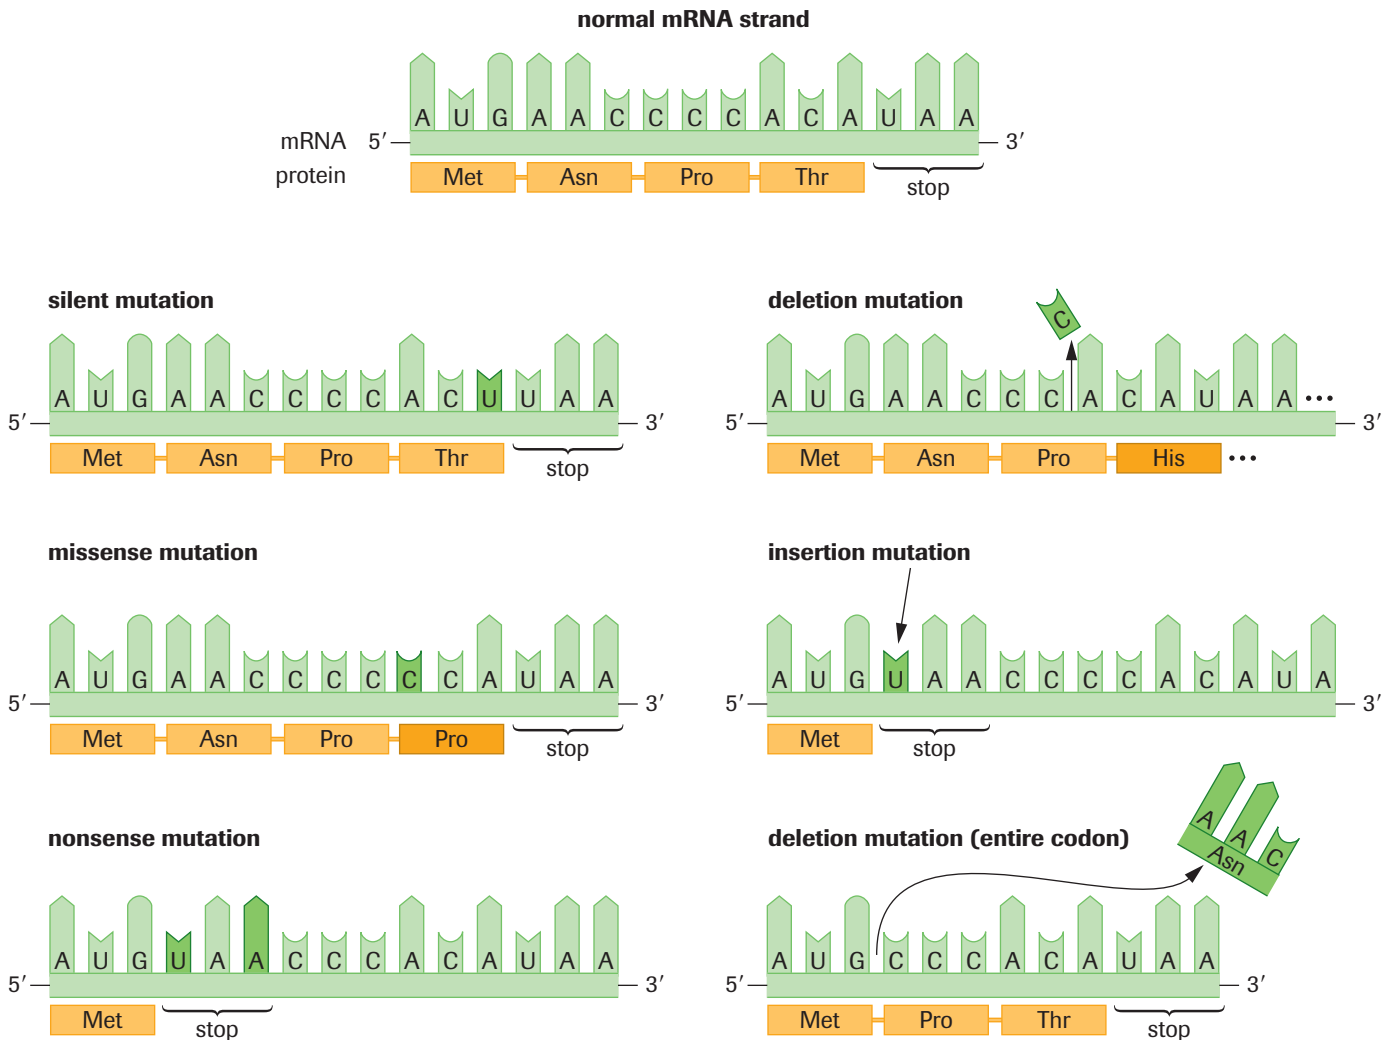 normal mRNA strand
A U G A A C C C C A C A U A A
mRNA 5′ 3′
protein Met Asn Pro Thr stop
silent mutation
A U G A A C C C C A C U U A A
5′ 3′
Met Asn Pro Thr stop
deletion mutation
C
A U G A A C C C A C A U A A •••
5′ 3′
Met Asn Pro His •••
missense mutation
A U G A A C C C C C C A U A A
5′ 3′
Met Asn Pro Pro stop
insertion mutation
A U G U A A C C C C A C A U A
5′ 3′
Met stop
nonsense mutation
A U G U A A C C C A C A U A A
5′ 3′
Met stop
deletion mutation (entire codon)
A A C
Asn
A U G C C C A C A U A A
5′ 3′
Met Pro Thr stop